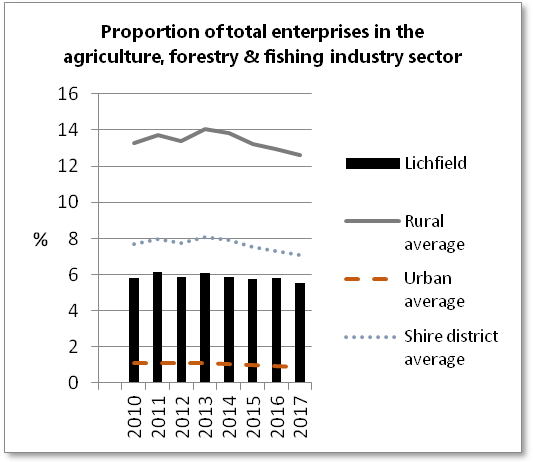 Proportion of total enterprises in the
agriculture, forestry & fishing industry sector
16
14
12
10
8
6
4
2
0
%
2010
2011
2012
2013
2014
2015
2016
2017
Lichfield
Rural
average
Urban
average
Shire district
average